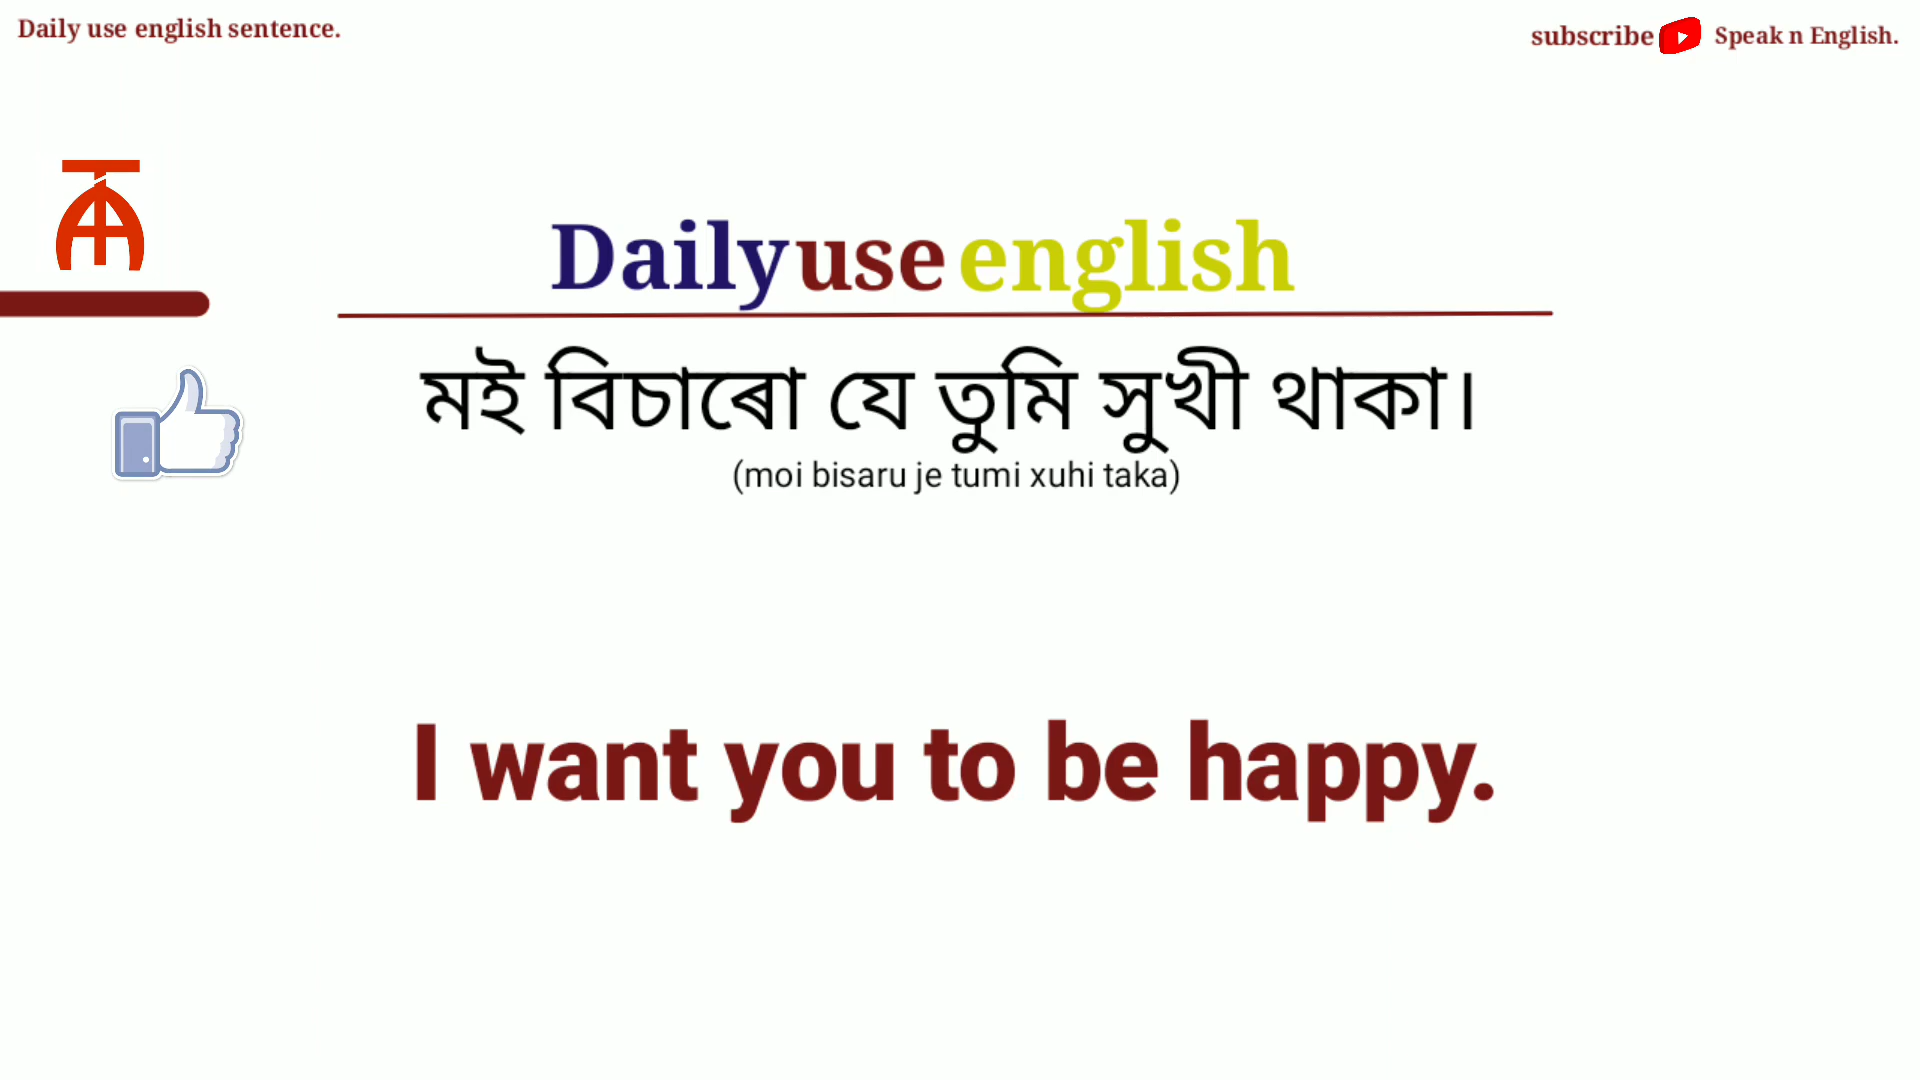 Daily use english sentence.
subscribe Speak n English.
Daily use english
মই বিচাৰো যে তুমি সুখী থাকা।
(moi bisaru je tumi xuhi taka)
I want you to be happy.